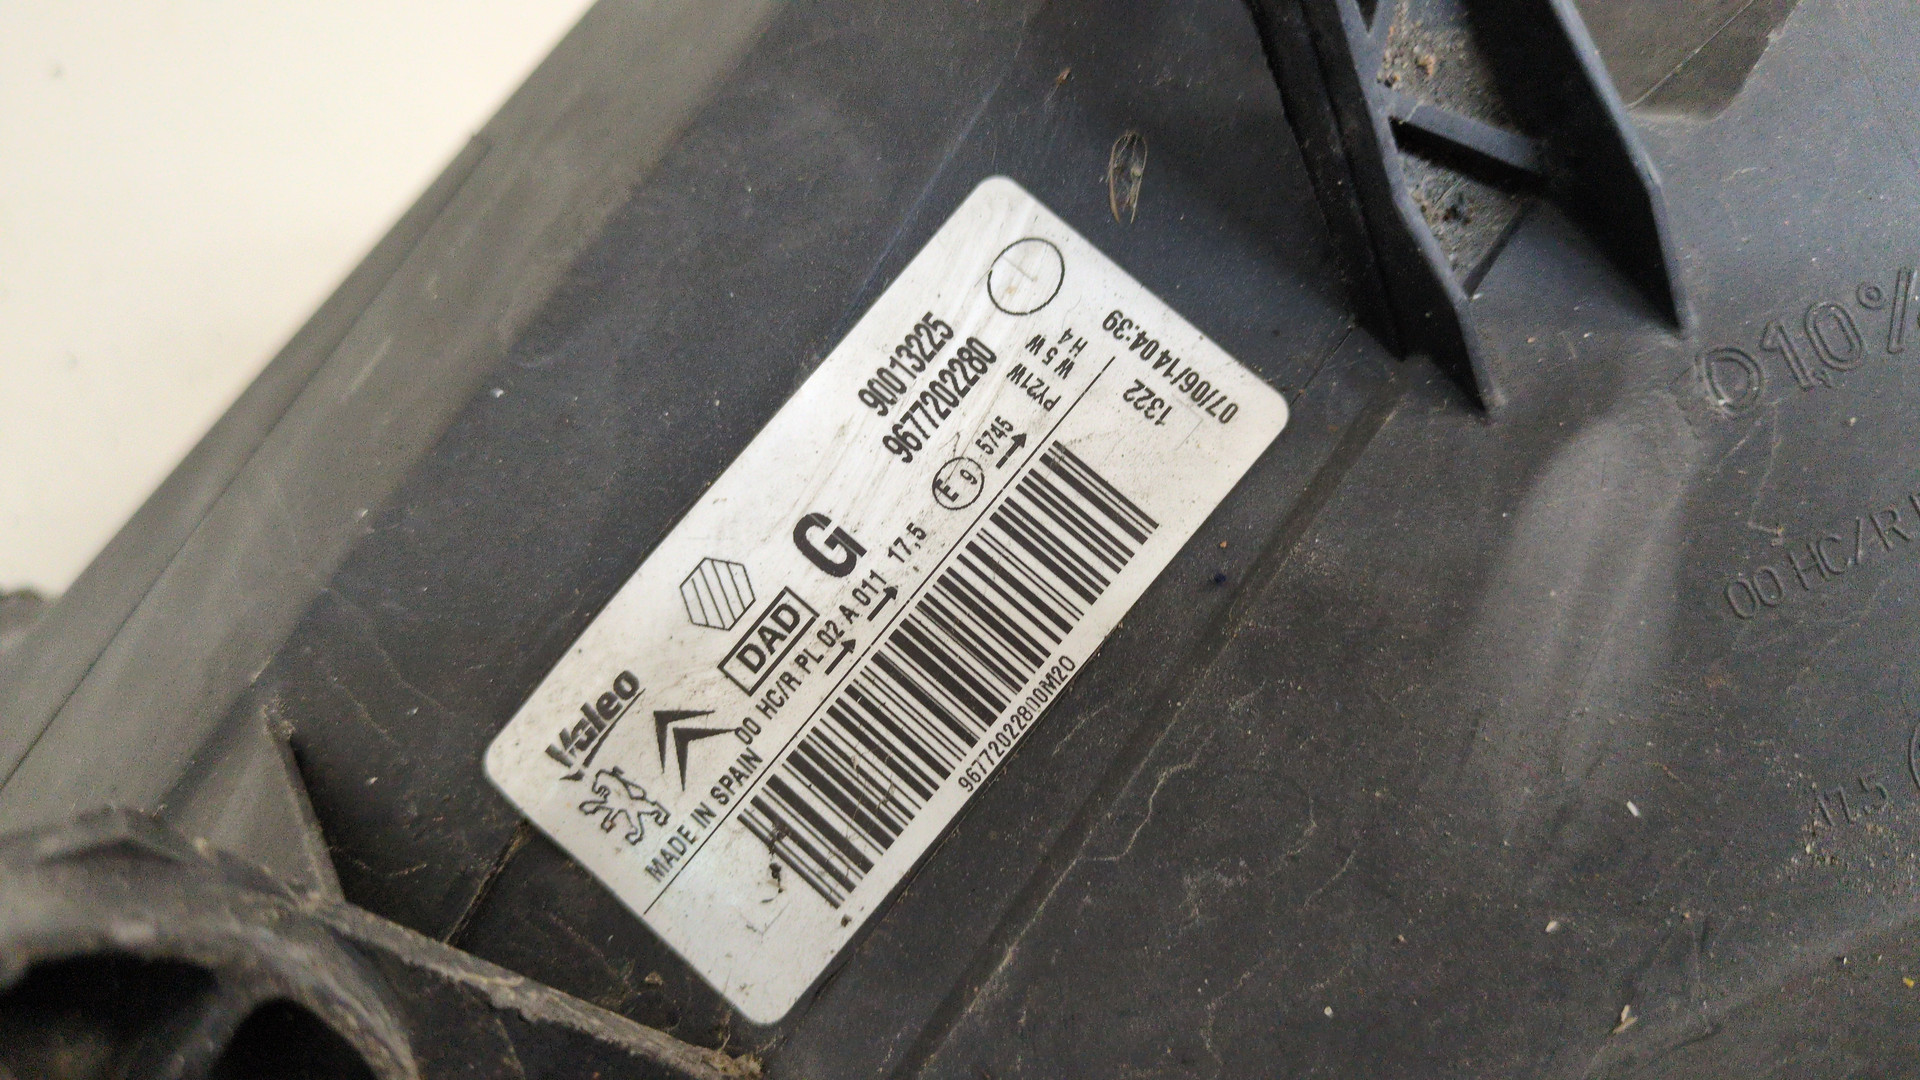 Valeo
DAD
G
90013225
9677202280
MADE IN SPAIN
00 HC/R PL 02 A 011 17,5
E 9
5745
PY21W
W5W
H4
1322
07/06/14 04:39
96772022800M20
D10%
00 HC/R
17.5